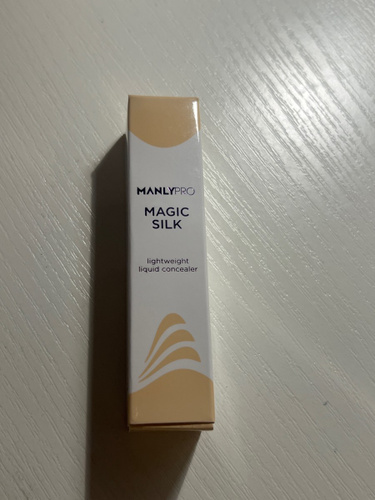 MANLYPRO
MAGIC
SILK
lightweight
liquid concealer